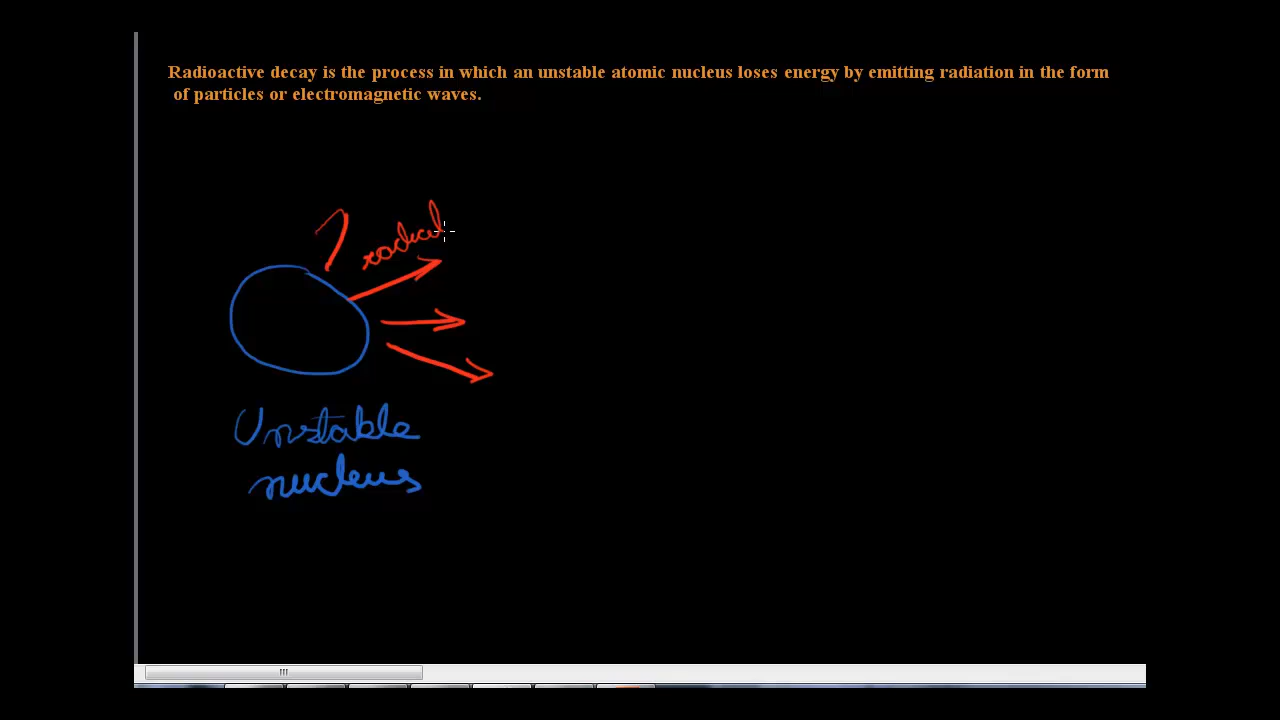 Radioactive decay is the process in which an unstable atomic nucleus loses energy by emitting radiation in the form
of particles or electromagnetic waves.
Unstable
nucleus